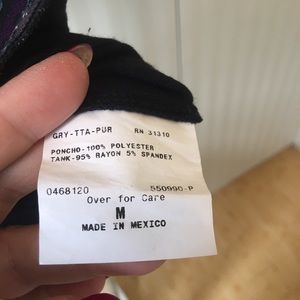 GRY-TTA-PUR RN 31310
PONCHO-100% POLYESTER
TANK-95% RAYON 5% SPANDEX
0468120 550990-P
Over for Care
M
MADE IN MEXICO